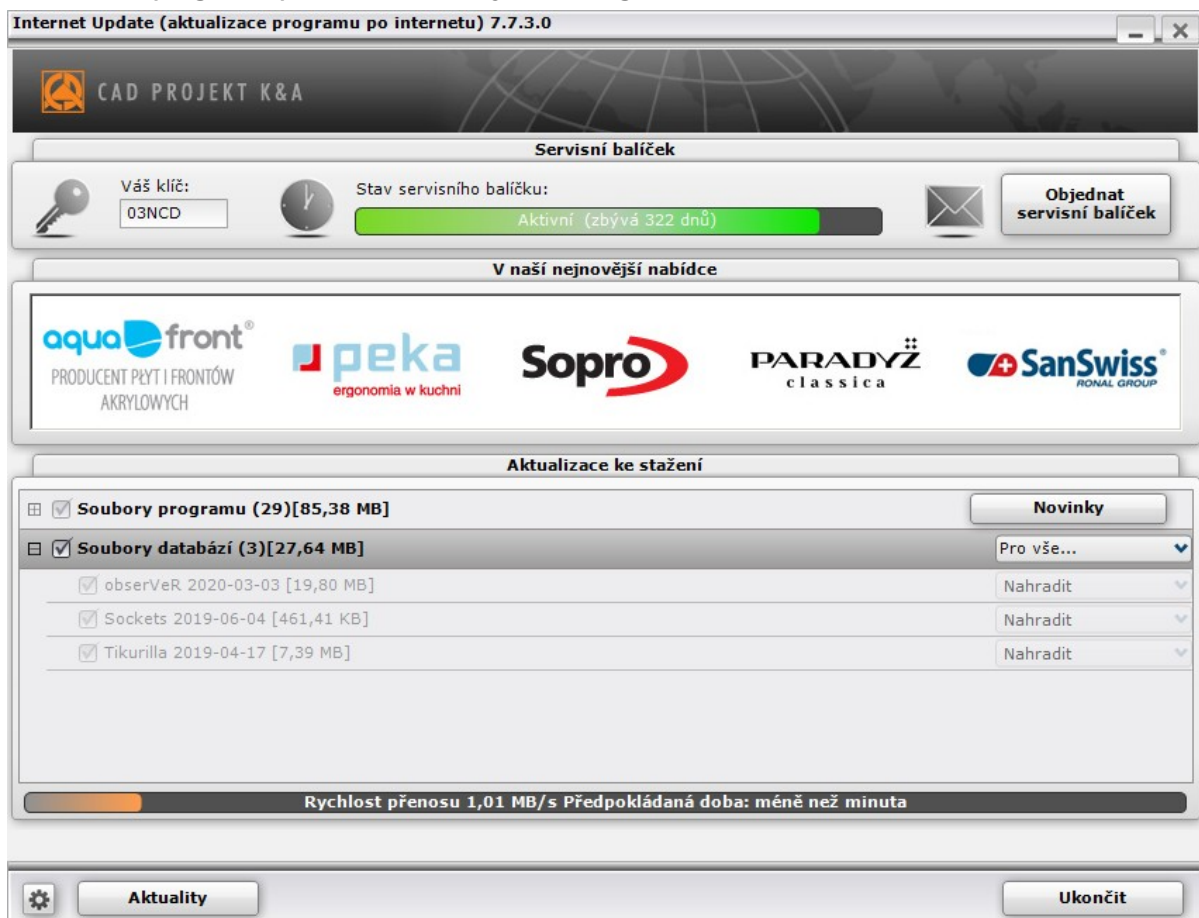 Internet Update (aktualizace programu po internetu) 7.7.3.0
CAD PROJEKT K&A
Servisní balíček
Váš klíč:
03NCD
Stav servisního balíčku:
Aktivní (zbývá 322 dnů)
Objednat
servisní balíček
V naší nejnovější nabídce
aqua front®
PRODUCENT PŁYT I FRONTÓW
AKRYLOWYCH
peka
ergonomia w kuchni
Sopro
PARADYŻ
classica
SanSwiss
RONAL GROUP
Aktualizace ke stažení
Soubory programu (29)[85,38 MB]
Novinky
Soubory databází (3)[27,64 MB]
Pro vše...
obserVeR 2020-03-03 [19,80 MB]
Nahradit
Sockets 2019-06-04 [461,41 KB]
Nahradit
Tikurilla 2019-04-17 [7,39 MB]
Nahradit
Rychlost přenosu 1,01 MB/s Předpokládaná doba: méně než minuta
Aktuality
Ukončit